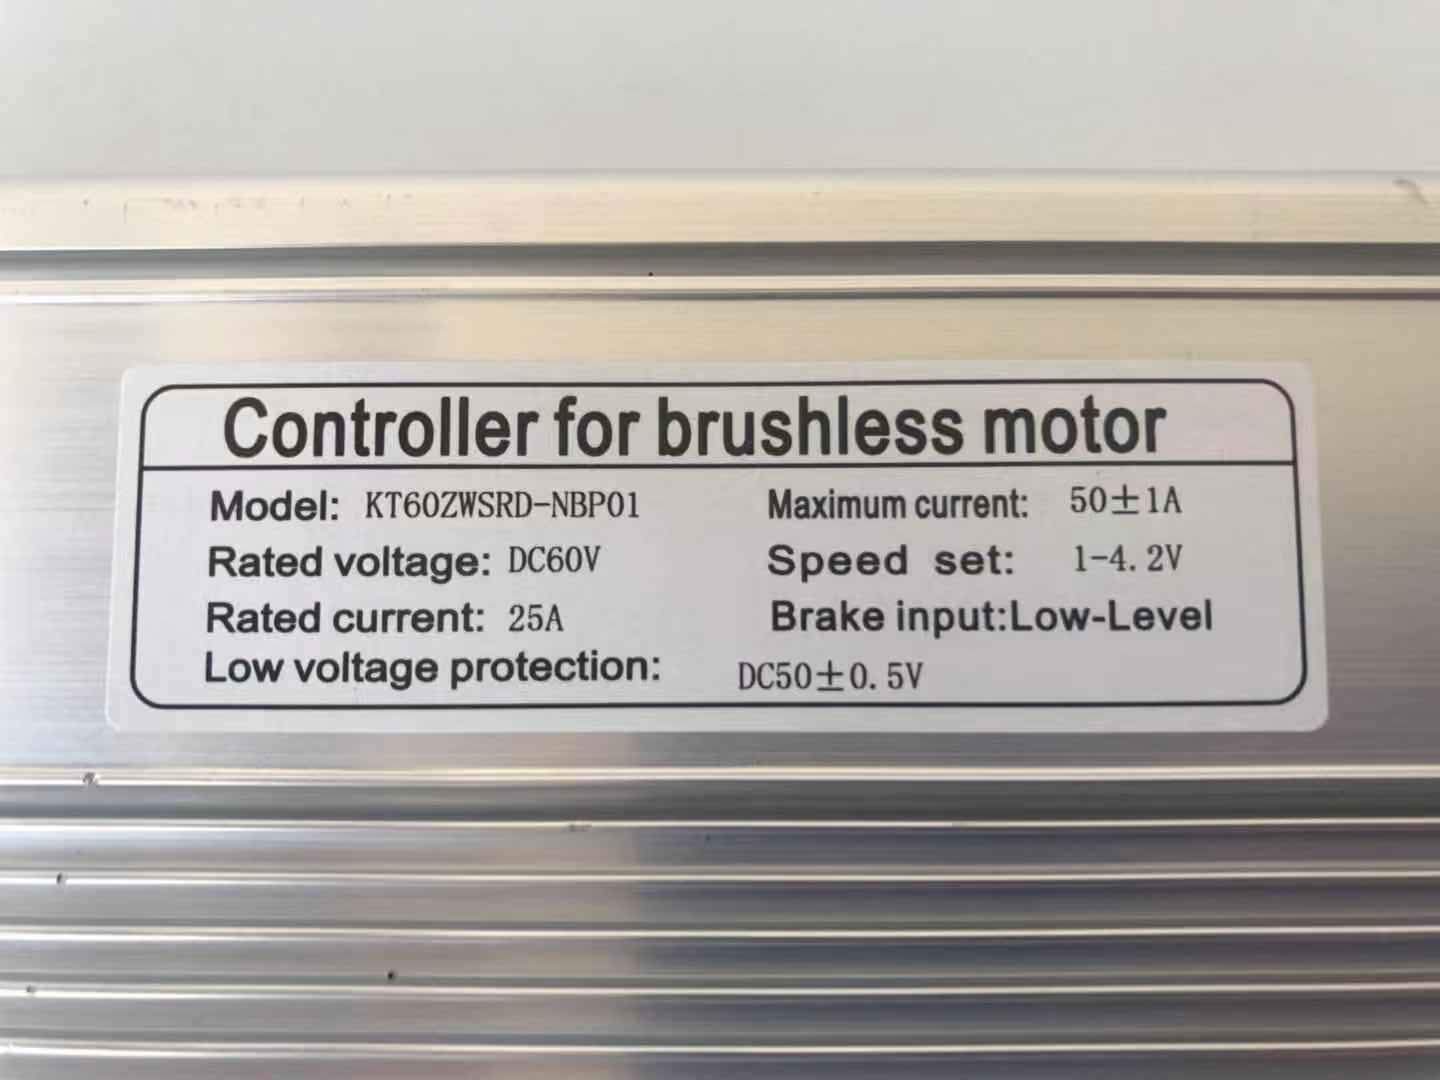 Controller for brushless motor
Model: KT60ZWSRD-NBP01 Maximum current: 50±1A
Rated voltage: DC60V Speed set: 1-4.2V
Rated current: 25A Brake input:Low-Level
Low voltage protection: DC50±0.5V